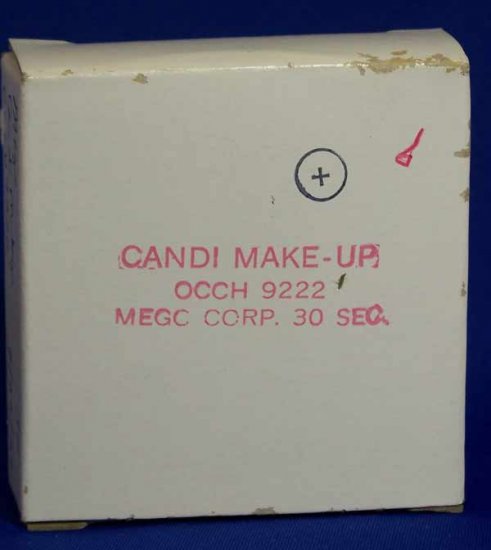 CANDI MAKE-UP
OCCH 9222
MEGC CORP. 30 SEC.